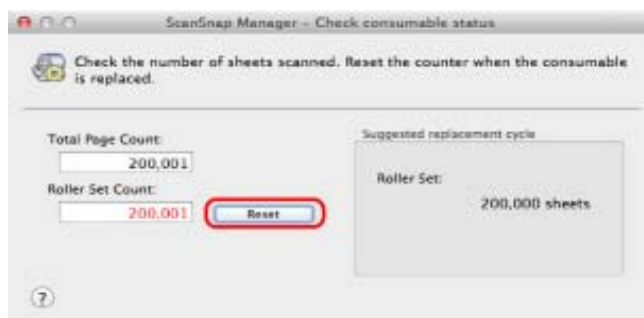 ScanSnap Manager – Check consumable status
Check the number of sheets scanned. Reset the counter when the consumable
is replaced.
Total Page Count:
200,001
Roller Set Count:
200,001
Reset
Suggested replacement cycle
Roller Set:
200,000 sheets
?